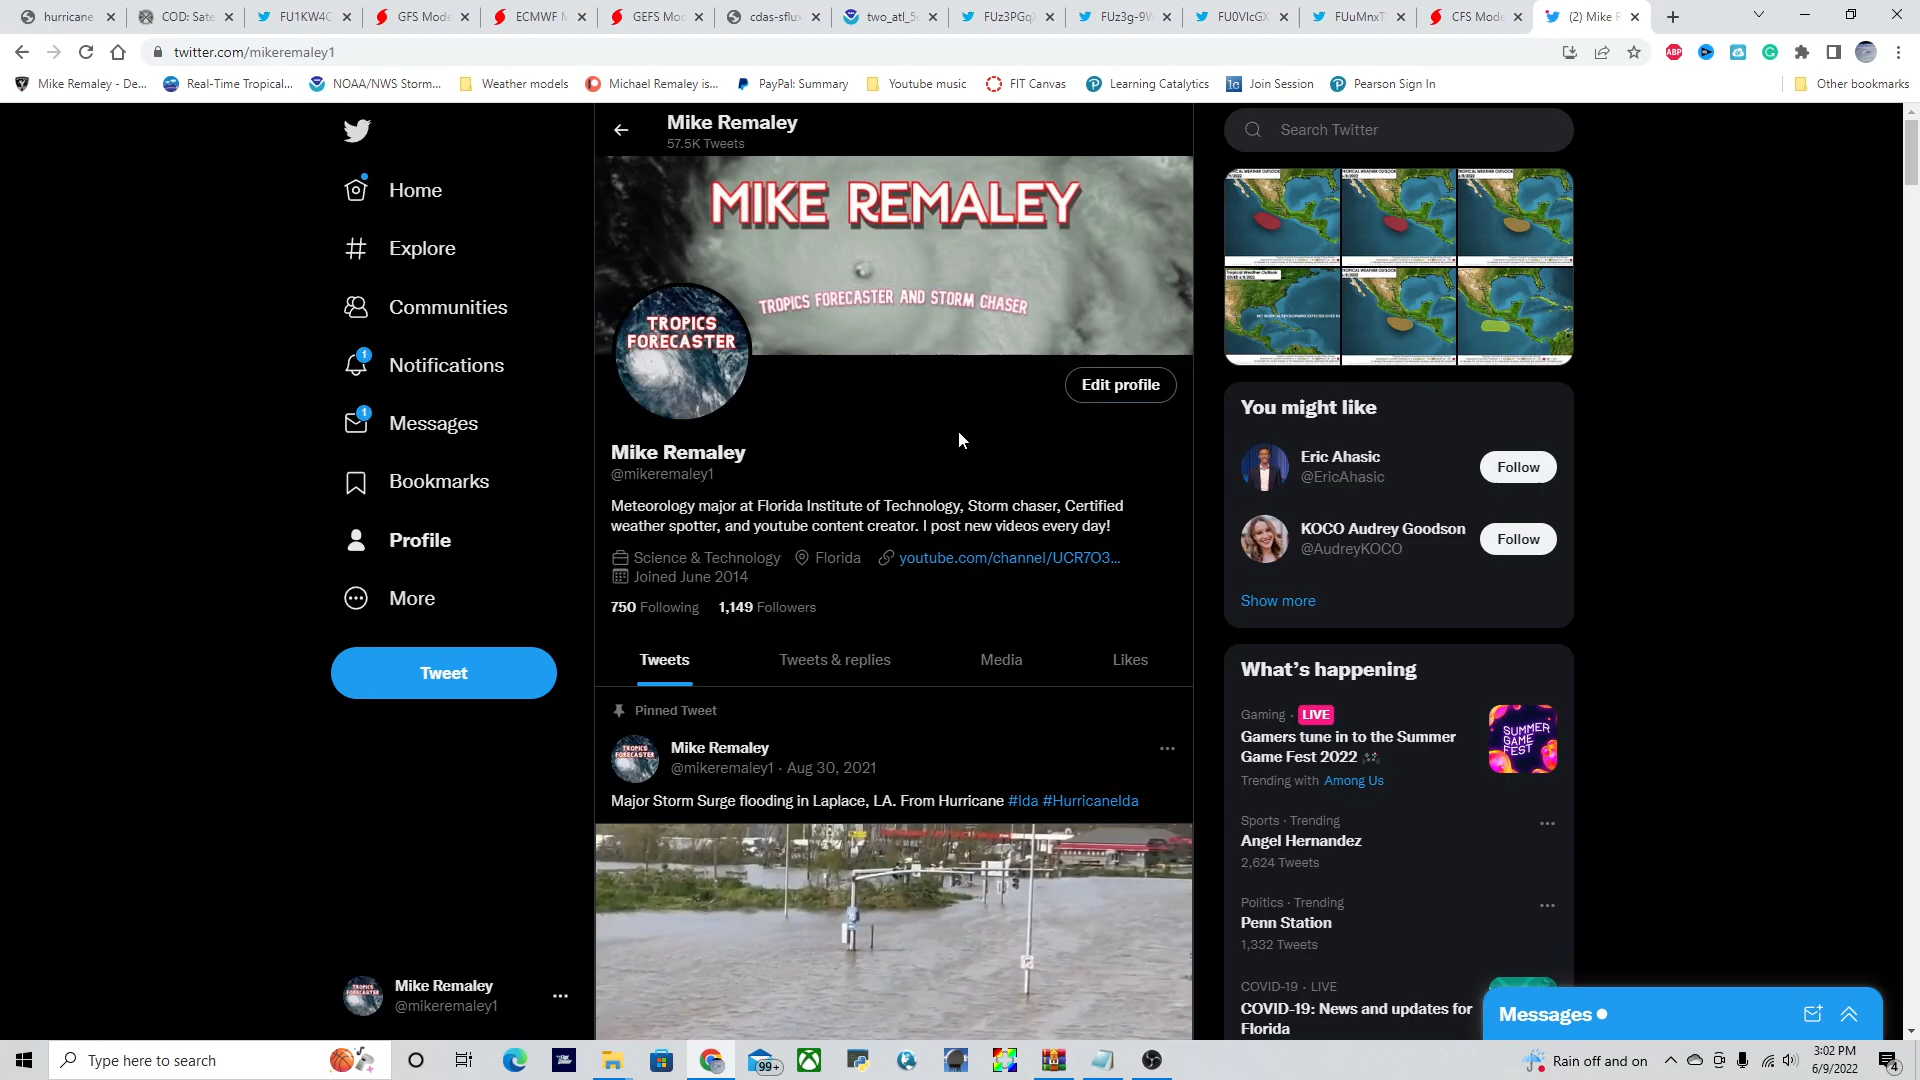 hurricane
COD: Sate
FU1KW4C
GFS Mode
ECMWF M
GEFS Mod
cdas-sflux
two_atl_5d
FUz3PGq
FUz3g-9W
FU0VIcGX
FUuMnxT
CFS Mode
(2) Mike R
twitter.com/mikeremaley1
Mike Remaley - De...
Real-Time Tropical...
NOAA/NWS Storm...
Weather models
Michael Remaley is...
PayPal: Summary
Youtube music
FIT Canvas
Learning Catalytics
Join Session
Pearson Sign In
Other bookmarks
Home
Explore
Communities
1
Notifications
1
Messages
Bookmarks
Profile
More
Tweet
Mike Remaley
@mikeremaley1
Mike Remaley
57.5K Tweets
MIKE REMALEY
TROPICS FORECASTER AND STORM CHASER
TROPICS
FORECASTER
Edit profile
Mike Remaley
@mikeremaley1
Meteorology major at Florida Institute of Technology, Storm chaser, Certified
weather spotter, and youtube content creator. I post new videos every day!
Science & Technology Florida youtube.com/channel/UCR7O3...
Joined June 2014
750 Following 1,149 Followers
Tweets Tweets & replies Media Likes
Pinned Tweet
Mike Remaley
@mikeremaley1 · Aug 30, 2021
Major Storm Surge flooding in Laplace, LA. From Hurricane #Ida #HurricaneIda
Search Twitter
You might like
Eric Ahasic
@EricAhasic
Follow
KOCO Audrey Goodson
@AudreyKOCO
Follow
Show more
What's happening
Gaming · LIVE
Gamers tune in to the Summer
Game Fest 2022
Trending with Among Us
SUMMER
GAME
FEST
Sports · Trending
Angel Hernandez
2,624 Tweets
Politics · Trending
Penn Station
1,332 Tweets
COVID-19 · LIVE
COVID-19: News and updates for
Florida
Messages
Type here to search
99+
Rain off and on
3:02 PM
6/9/2022
4